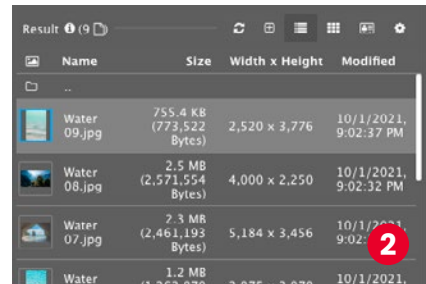 Result (9
Name Size Width x Height Modified
..
Water 09.jpg 755.4 KB (773,522 Bytes) 2,520 x 3,776 10/1/2021, 9:02:37 PM
Water 08.jpg 2.5 MB (2,571,554 Bytes) 4,000 x 2,250 10/1/2021, 9:02:32 PM
Water 07.jpg 2.3 MB (2,461,193 Bytes) 5,184 x 3,456 9:02:
2
Water 1.2 MB 10/1/2021,